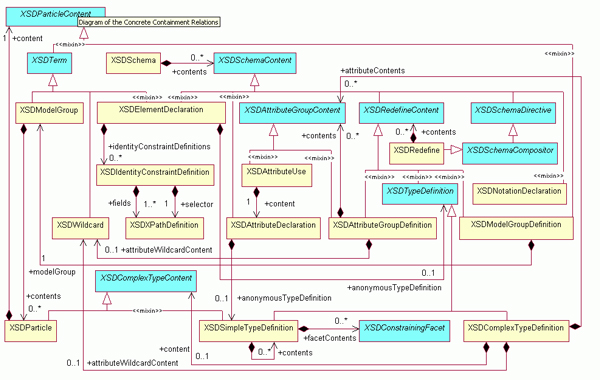 XSDParticleContent
Diagram of the Concrete Containment Relations
1
<<mixin>>
XSDTerm
XSDSchema
0..*
+contents
XSDSchemaContent
+attributeContents
<<mixin>>
<<mixin>>
0..*
XSDModelGroup
XSDElementDeclaration
XSDAttributeGroupContent
XSDRedefineContent
XSDSchemaDirective
+contents
0..*
+contents
0..*
XSDRedefine
XSDSchemaCompositor
+identityConstraintDefinitions
0..*
<<mixin>>
XSDIdentityConstraintDefinition
XSDAttributeUse
<<mixin>>
<<mixin>>
<<mixin>>
<<mixin>>
XSDTypeDefinition
XSDNotationDeclaration
+fields
1..*
1
+selector
1
+content
XSDWildcard
XSDXPathDefinition
XSDAttributeDeclaration
XSDAttributeGroupDefinition
XSDModelGroupDefinition
0..1
+attributeWildcardContent
1
+modelGroup
XSDComplexTypeContent
0..1
+anonymousTypeDefinition
0..1
+anonymousTypeDefinition
+contents
0..*
<<mixin>>
XSDParticle
XSDSimpleTypeDefinition
0..*
+facetContents
XSDConstrainingFacet
XSDComplexTypeDefinition
+content
0..1
0..*
+contents
0..1
+attributeWildcardContent